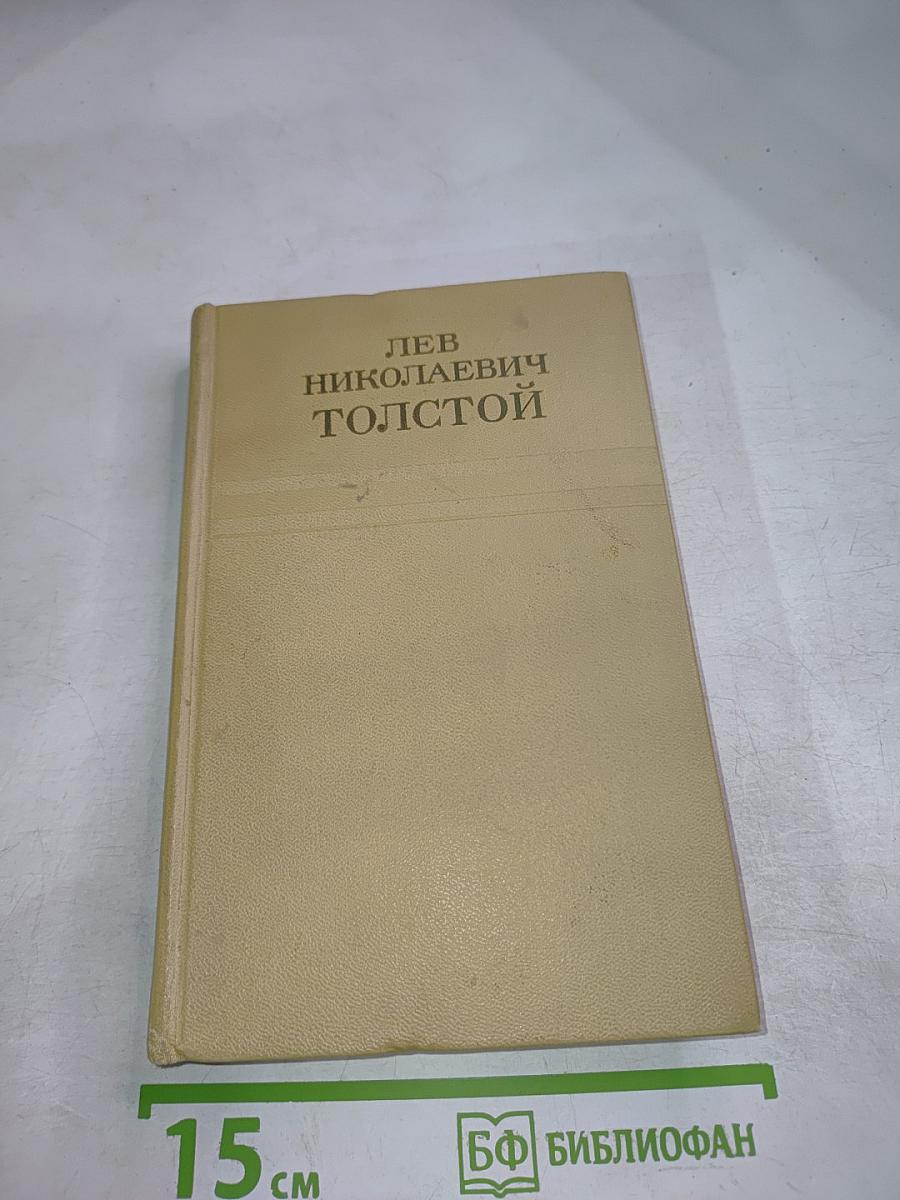 ЛЕВ
НИКОЛАЕВИЧ
ТОЛСТОЙ
15 см
БФ БИБЛИОФАН